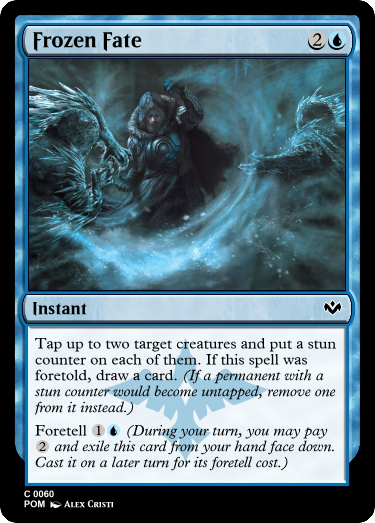 Frozen Fate 2
Instant
Tap up to two target creatures and put a stun
counter on each of them. If this spell was
foretold, draw a card. (If a permanent with a
stun counter would become untapped, remove one
from it instead.)
Foretell 1 (During your turn, you may pay
2 and exile this card from your hand face down.
Cast it on a later turn for its foretell cost.)
C 0060
POM Alex Cristi